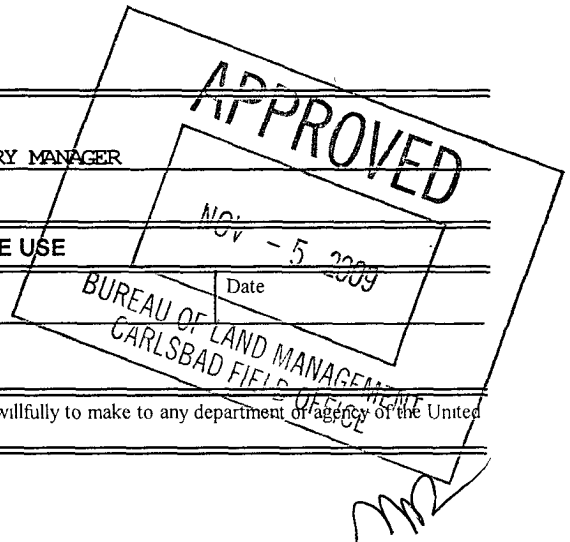 APPROVED
RY MANAGER
NOV - 5 2009
E USE
Date
BUREAU OF LAND MANAGEMENT
CARLSBAD FIELD OFFICE
willfully to make to any department or agency of the United